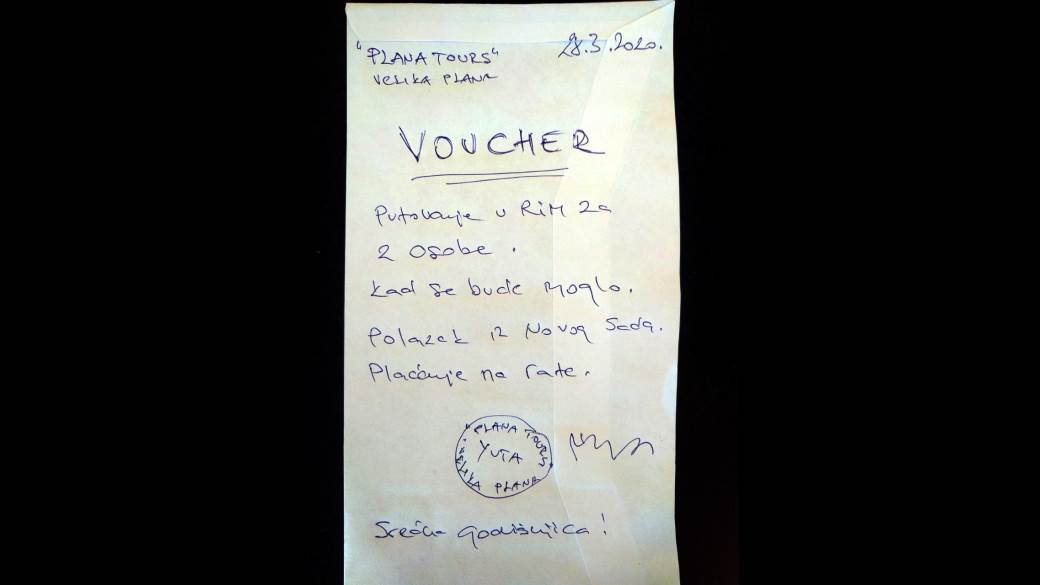 "PLANA TOURS"
28.3.2020.
VELIKA PLANA
VOUCHER
Putovanje u RIM za
2 osobe.
Kad se bude moglo.
Polazak iz Novog Sada.
Plaćanje na rate.
"PLANA TOURS"
YUTA
VELIKA PLANA
Srećna godišnjica!